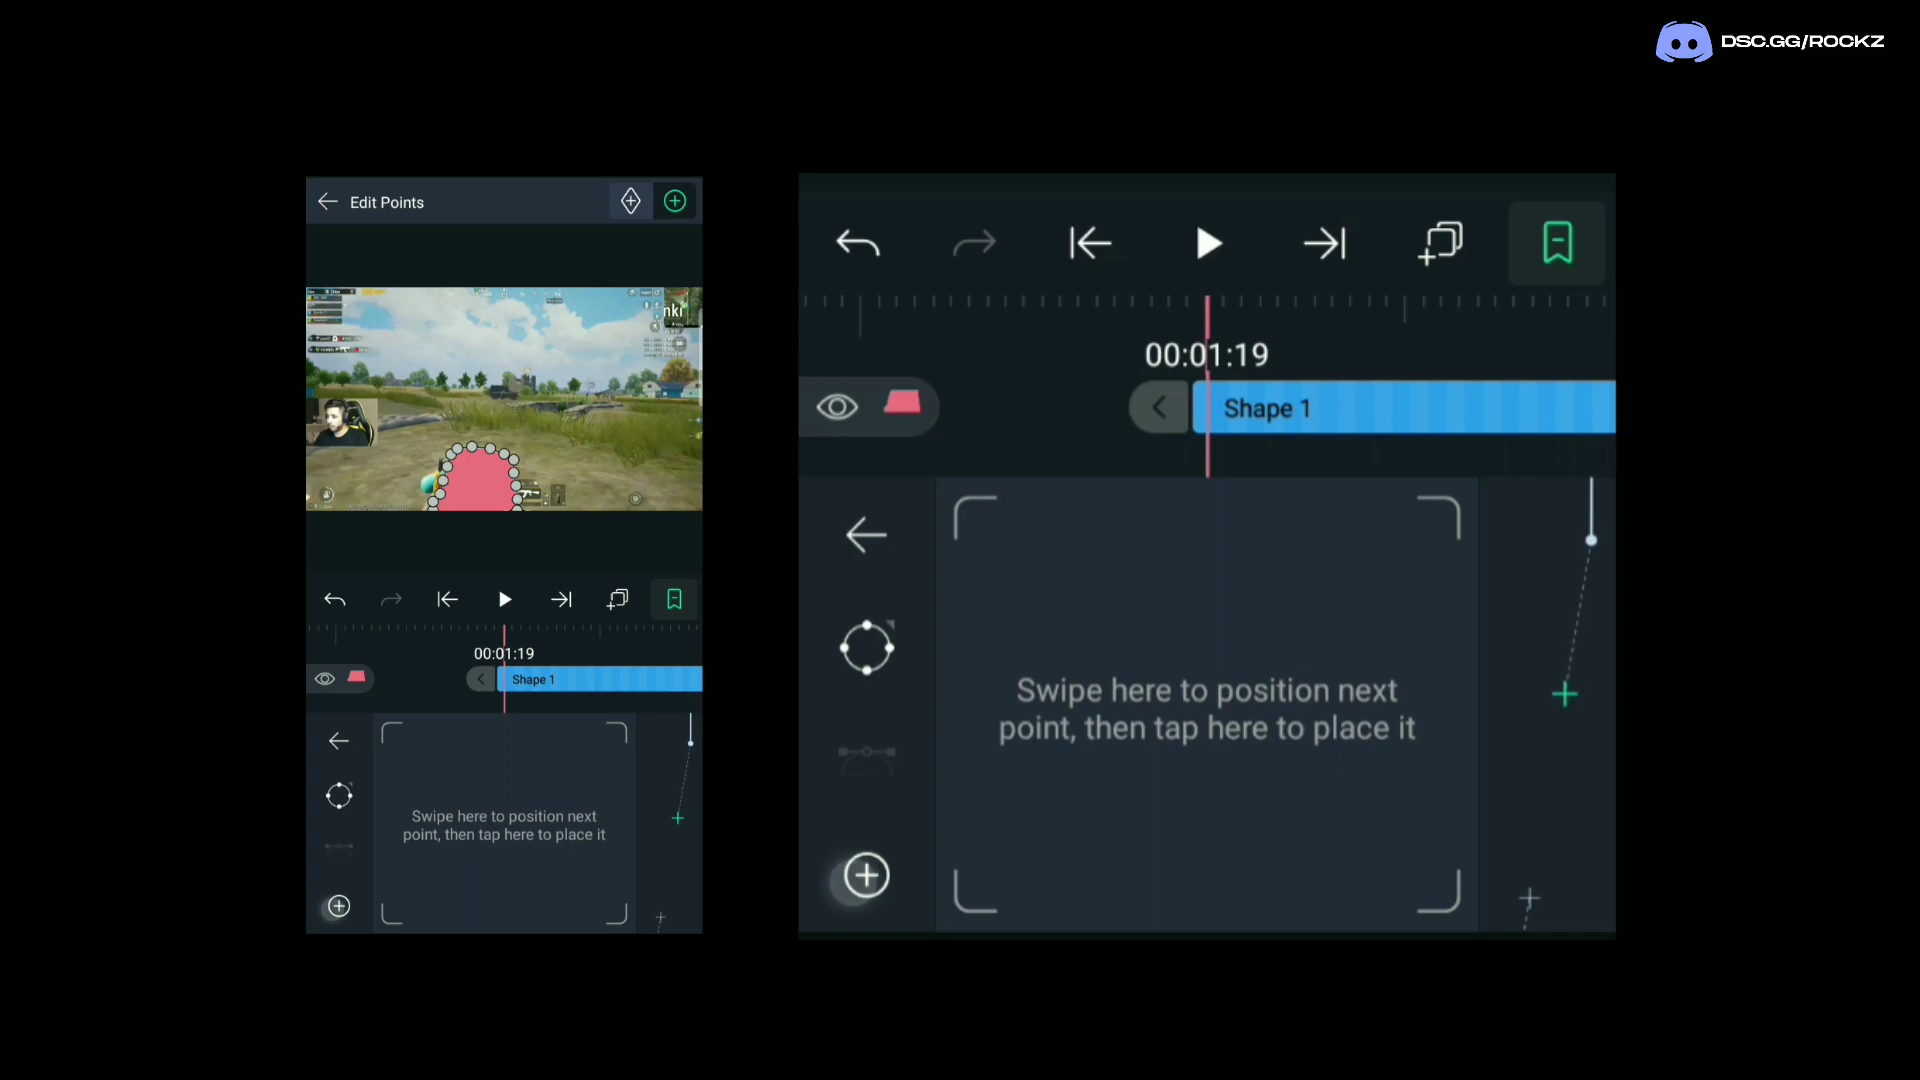 DSC.GG/ROCKZ
Edit Points
nki
00:01:19
Shape 1
Swipe here to position next
point, then tap here to place it
00:01:19
Shape 1
Swipe here to position next
point, then tap here to place it